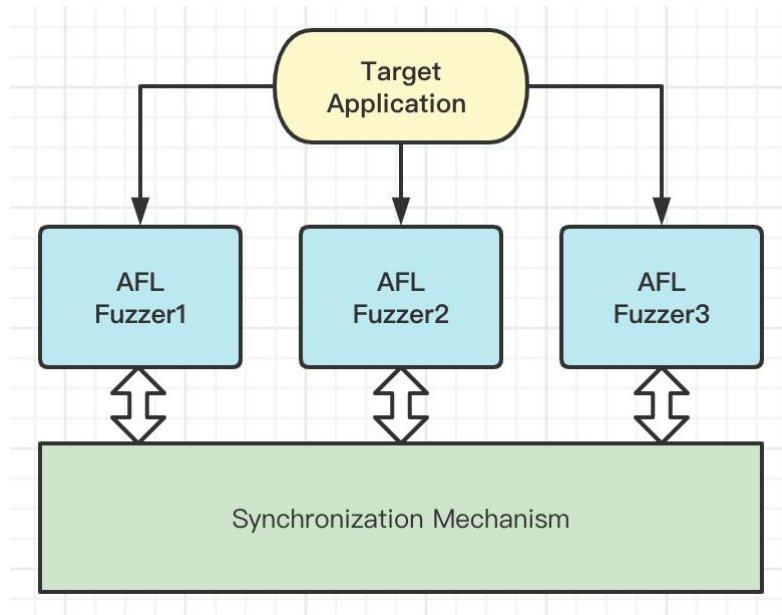 Target
Application
AFL
Fuzzer1
AFL
Fuzzer2
AFL
Fuzzer3
Synchronization Mechanism